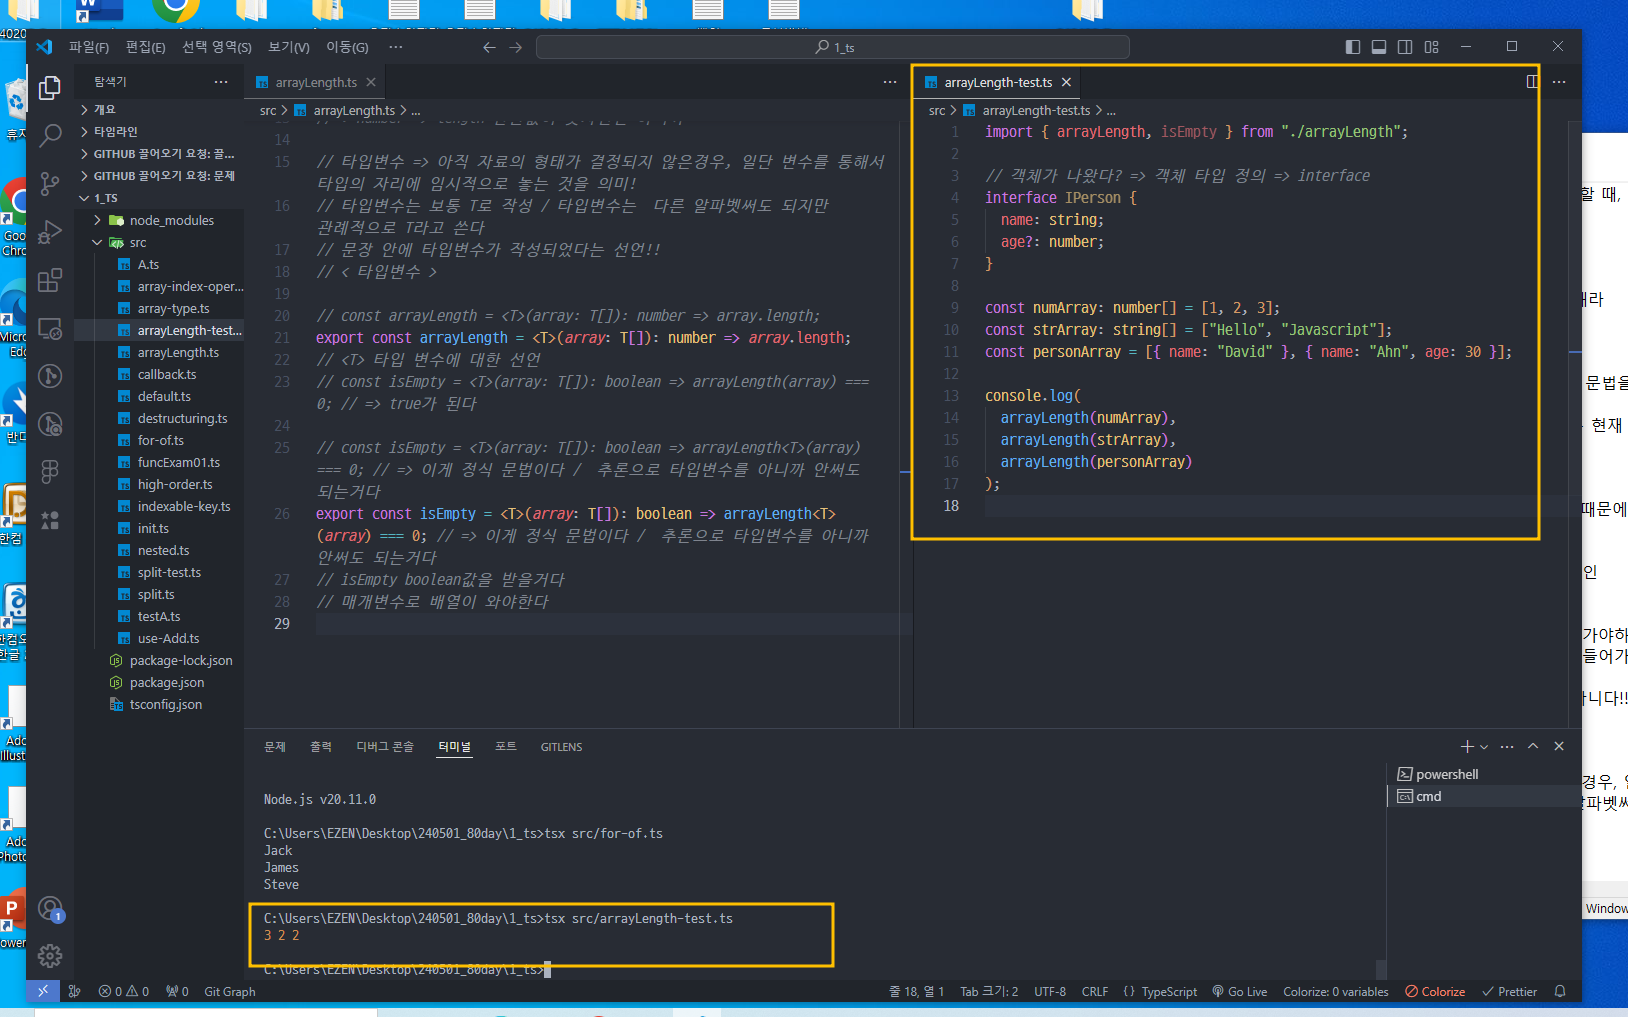 파일(F) 편집(E) 선택 영역(S) 보기(V) 이동(G) ··· 1_ts
탐색기 ···
개요
타임라인
GITHUB 끌어오기 요청: 끌...
GITHUB 끌어오기 요청: 문제
1_TS
node_modules
src
A.ts
array-index-oper...
array-type.ts
arrayLength-test...
arrayLength.ts
callback.ts
default.ts
destructuring.ts
for-of.ts
funcExam01.ts
high-order.ts
indexable-key.ts
init.ts
nested.ts
split-test.ts
split.ts
testA.ts
use-Add.ts
package-lock.json
package.json
tsconfig.json
arrayLength.ts ···
src > arrayLength.ts > ...
14
15 // 타입변수 => 아직 자료의 형태가 결정되지 않은경우, 일단 변수를 통해서
타입의 자리에 임시적으로 놓는 것을 의미!
16 // 타입변수는 보통 T로 작성 / 타입변수는 다른 알파벳써도 되지만
관례적으로 T라고 쓴다
17 // 문장 안에 타입변수가 작성되었다는 선언!!
18 // < 타입변수 >
19
20 // const arrayLength = <T>(array: T[]): number => array.length;
21 export const arrayLength = <T>(array: T[]): number => array.length;
22 // <T> 타입 변수에 대한 선언
23 // const isEmpty = <T>(array: T[]): boolean => arrayLength(array) ===
0; // => true가 된다
24
25 // const isEmpty = <T>(array: T[]): boolean => arrayLength<T>(array)
=== 0; // => 이게 정식 문법이다 / 추론으로 타입변수를 아니까 안써도
되는거다
26 export const isEmpty = <T>(array: T[]): boolean => arrayLength<T>
(array) === 0; // => 이게 정식 문법이다 / 추론으로 타입변수를 아니까
안써도 되는거다
27 // isEmpty boolean값을 받을거다
28 // 매개변수로 배열이 와야한다
29
arrayLength-test.ts ···
src > arrayLength-test.ts > ...
1 import { arrayLength, isEmpty } from "./arrayLength";
2
3 // 객체가 나왔다? => 객체 타입 정의 => interface
4 interface IPerson {
5 name: string;
6 age?: number;
7 }
8
9 const numArray: number[] = [1, 2, 3];
10 const strArray: string[] = ["Hello", "Javascript"];
11 const personArray = [{ name: "David" }, { name: "Ahn", age: 30 }];
12
13 console.log(
14 arrayLength(numArray),
15 arrayLength(strArray),
16 arrayLength(personArray)
17 );
18
문제 출력 디버그 콘솔 터미널 포트 GITLENS
Node.js v20.11.0
C:\Users\EZEN\Desktop\240501_80day\1_ts>tsx src/for-of.ts
Jack
James
Steve
C:\Users\EZEN\Desktop\240501_80day\1_ts>tsx src/arrayLength-test.ts
3 2 2
C:\Users\EZEN\Desktop\240501_80day\1_ts>
powershell
cmd
1
0 0 0 Git Graph 줄 18, 열 1 Tab 크기: 2 UTF-8 CRLF {} TypeScript Go Live Colorize: 0 variables Colorize Prettier
할 때,
문법을
현재
때문에
인
가야하
들어가
경우,
Window